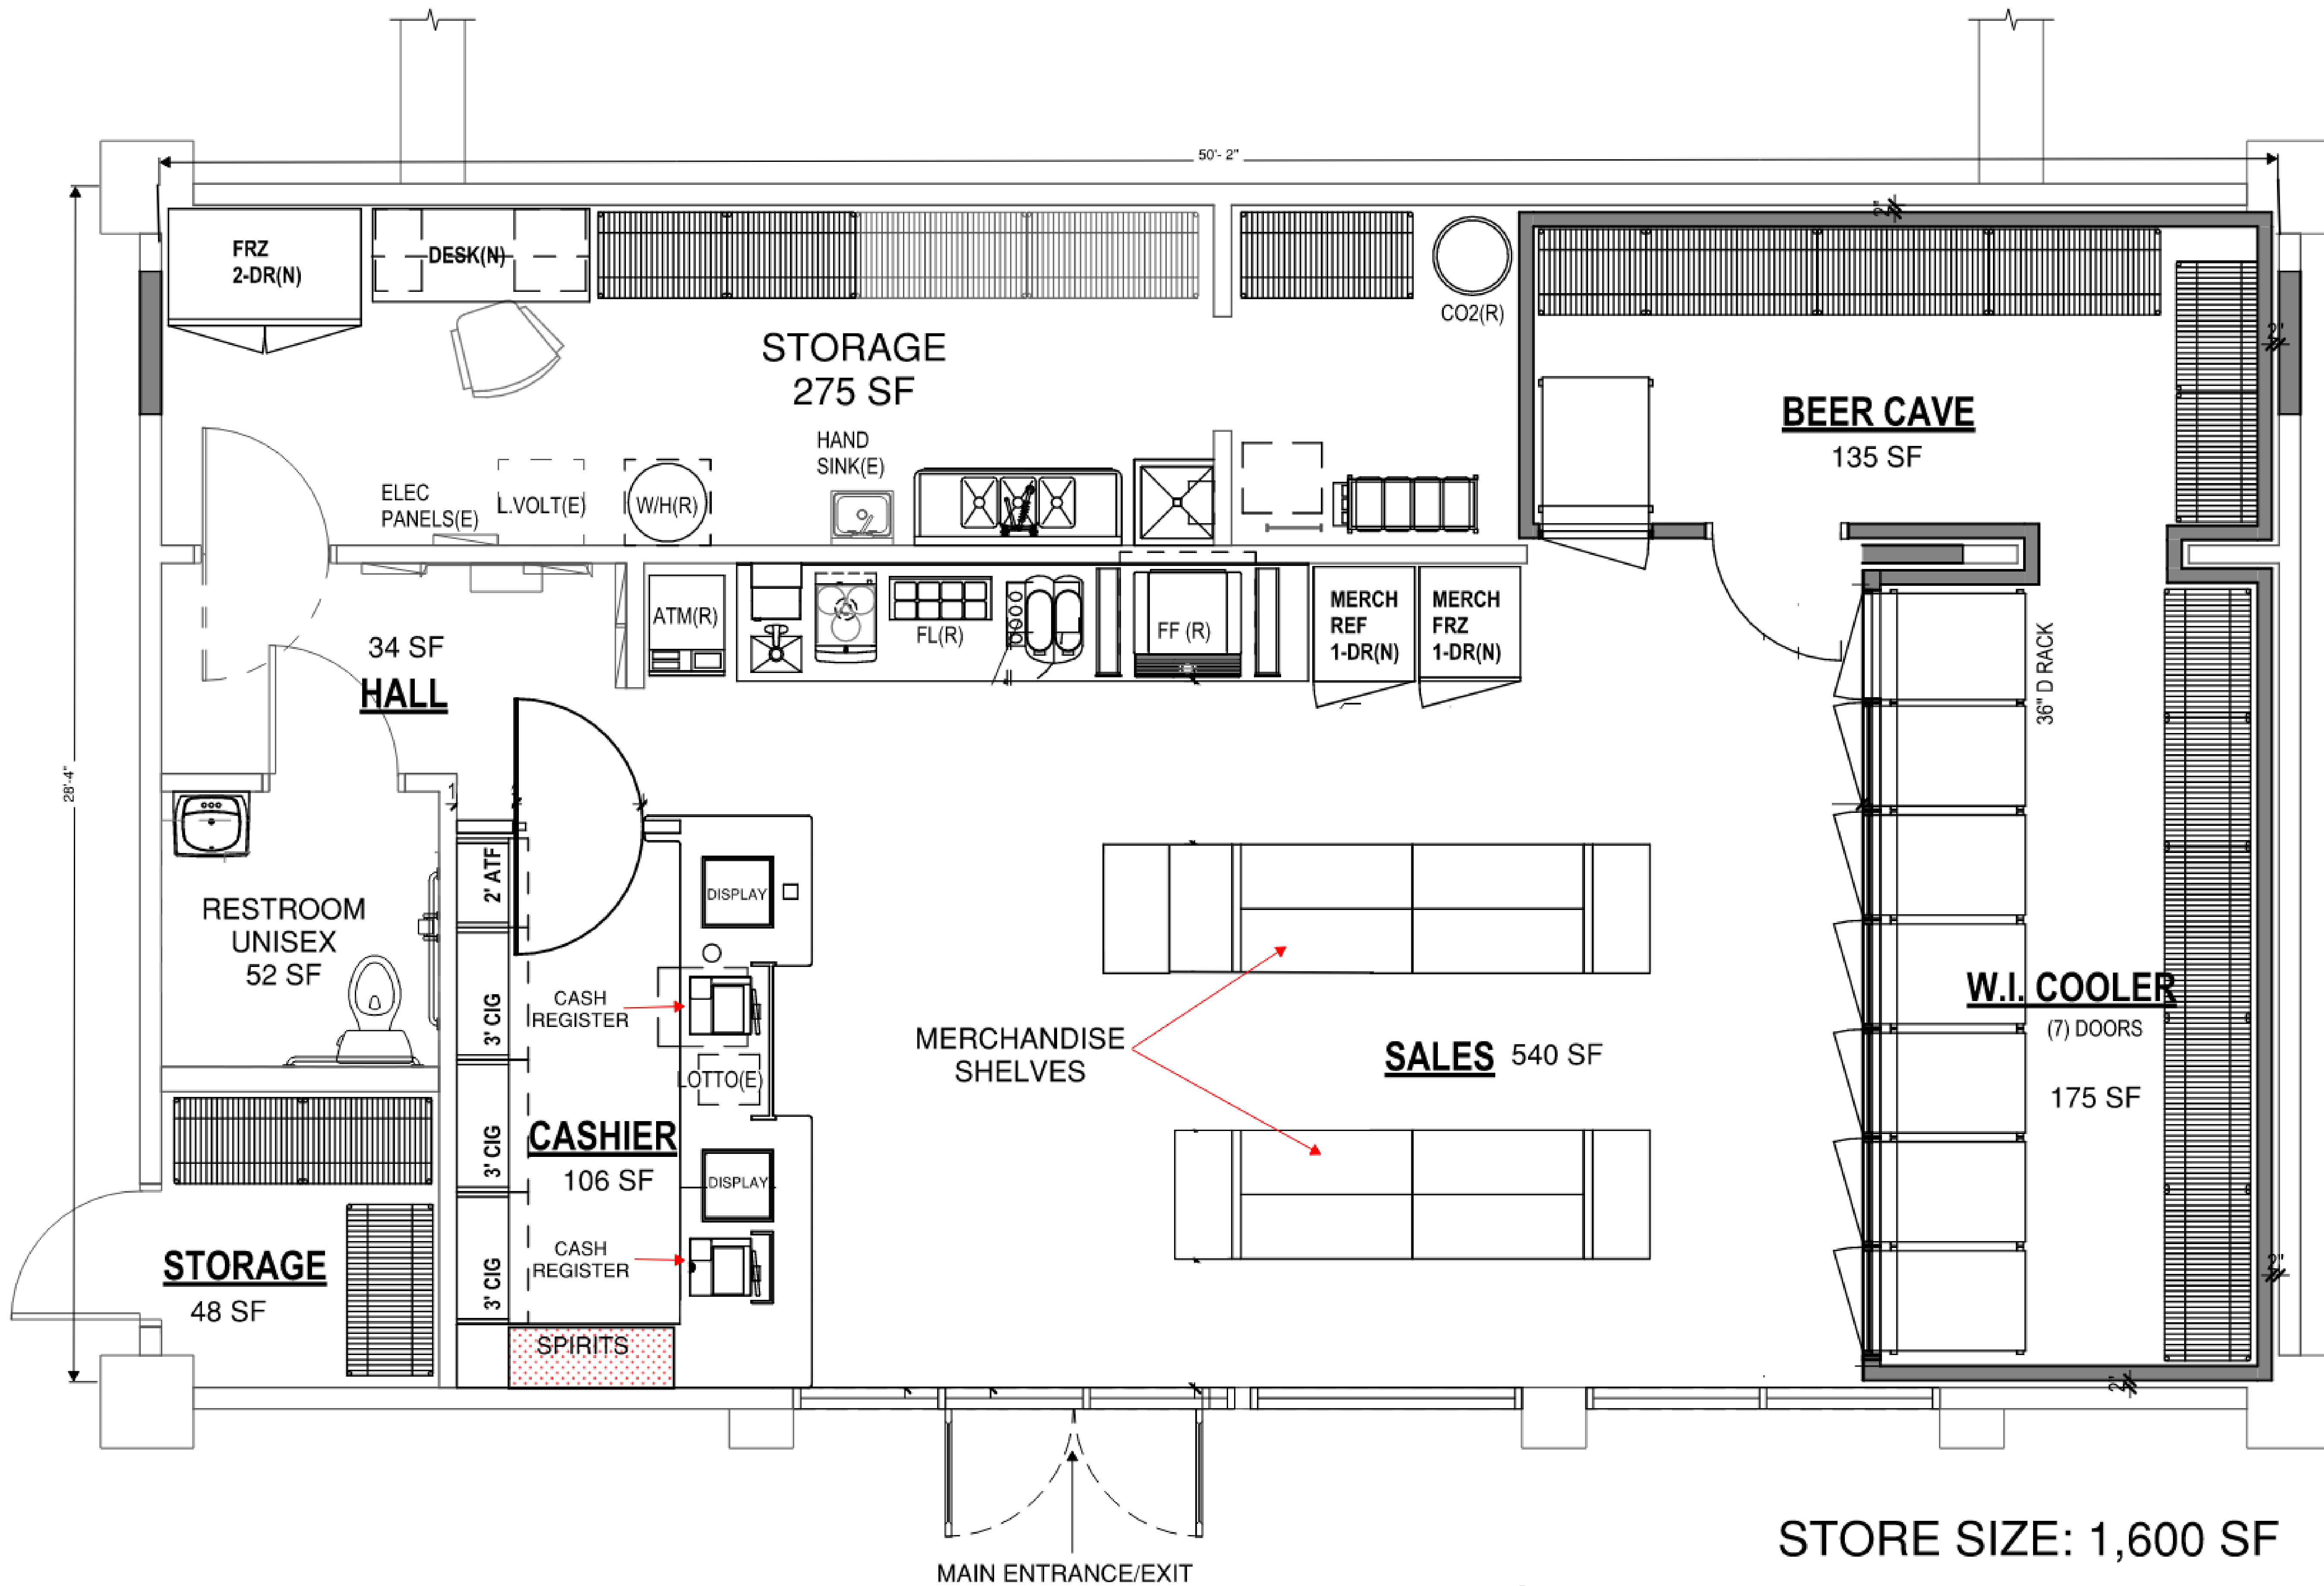 50'- 2"
FRZ
2-DR(N)
DESK(N)
2"
CO2(R)
STORAGE
275 SF
2'
BEER CAVE
135 SF
HAND
SINK(E)
ELEC
PANELS(E)
L.VOLT(E)
W/H(R)
ATM(R)
FL(R)
FF (R)
MERCH
REF
1-DR(N)
MERCH
FRZ
1-DR(N)
34 SF
HALL
36" D RACK
28'-4"
2' ATF
DISPLAY
RESTROOM
UNISEX
52 SF
CASH
REGISTER
3' CIG
LOTTO(E)
MERCHANDISE
SHELVES
SALES 540 SF
W.I. COOLER
(7) DOORS
175 SF
3' CIG
CASHIER
106 SF
DISPLAY
STORAGE
48 SF
CASH
REGISTER
3' CIG
2"
SPIRITS
2"
MAIN ENTRANCE/EXIT
STORE SIZE: 1,600 SF